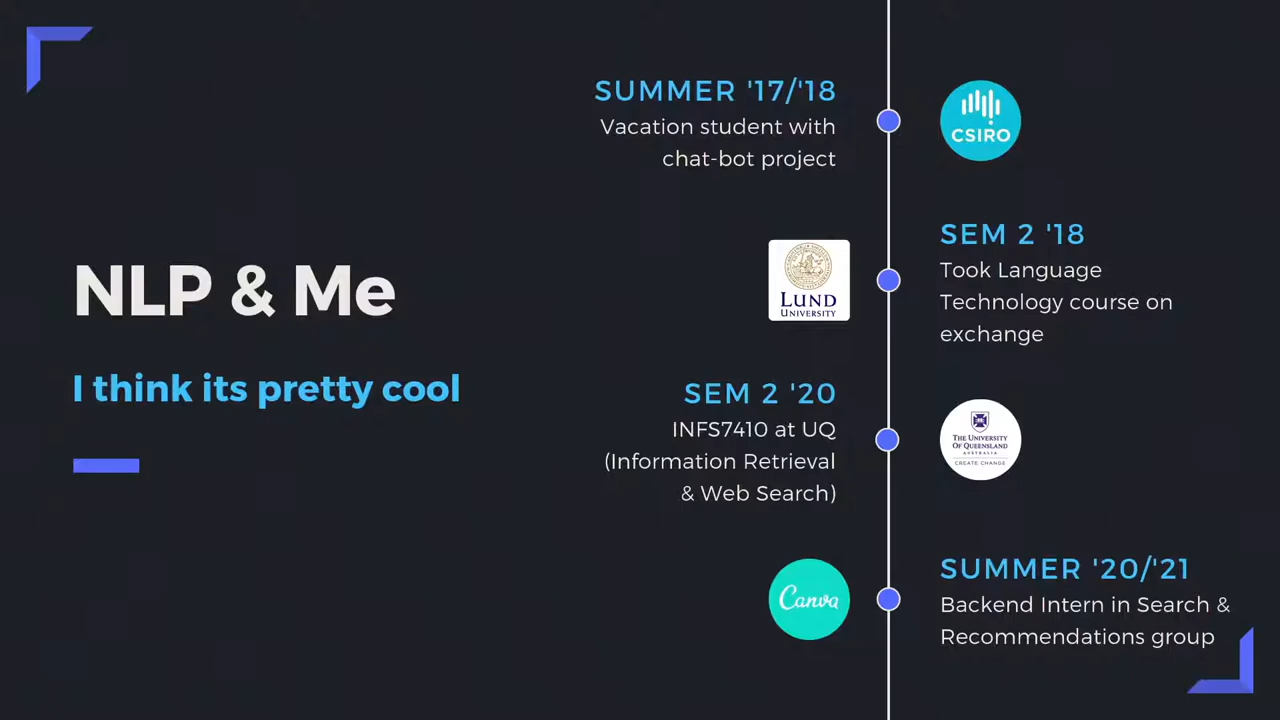 NLP & Me
I think its pretty cool
SUMMER '17/'18
Vacation student with
chat-bot project
CSIRO
LUND
UNIVERSITY
SEM 2 '18
Took Language
Technology course on
exchange
SEM 2 '20
INFS7410 at UQ
(Information Retrieval
& Web Search)
THE UNIVERSITY
OF QUEENSLAND
AUSTRALIA
CREATE CHANGE
Canva
SUMMER '20/'21
Backend Intern in Search &
Recommendations group